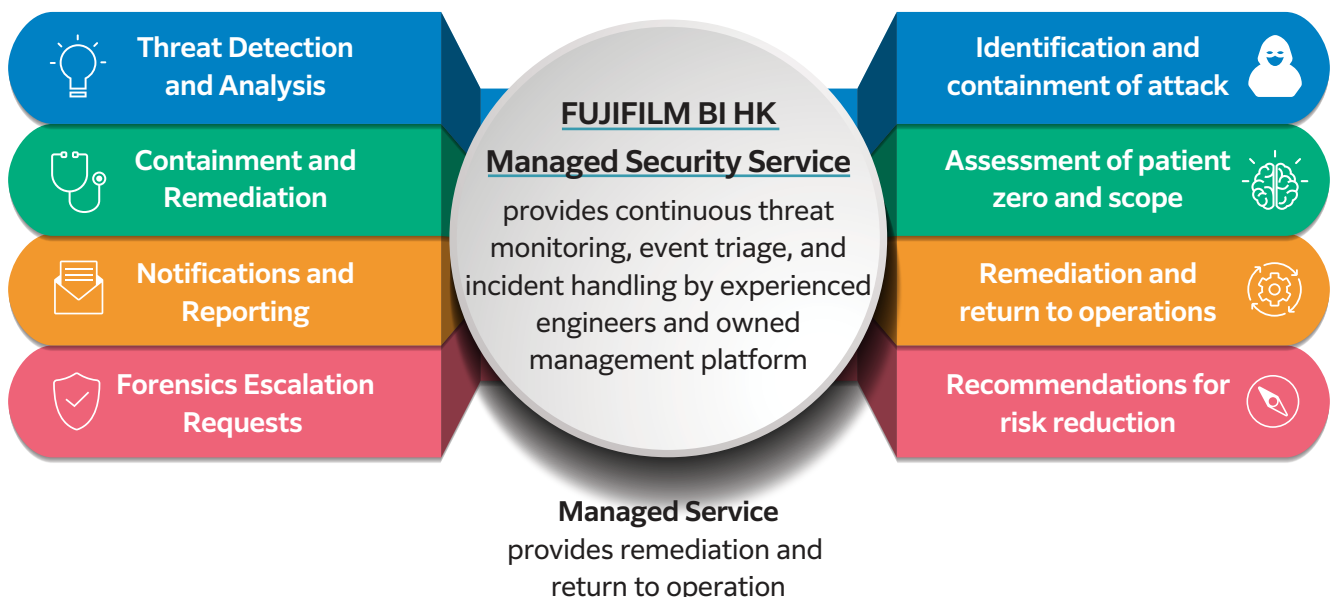 Threat Detection
and Analysis
Containment and
Remediation
Notifications and
Reporting
Forensics Escalation
Requests
FUJIFILM BI HK
Managed Security Service
provides continuous threat
monitoring, event triage, and
incident handling by experienced
engineers and owned
management platform
Identification and
containment of attack
Assessment of patient
zero and scope
Remediation and
return to operations
Recommendations for
risk reduction
Managed Service
provides remediation and
return to operation